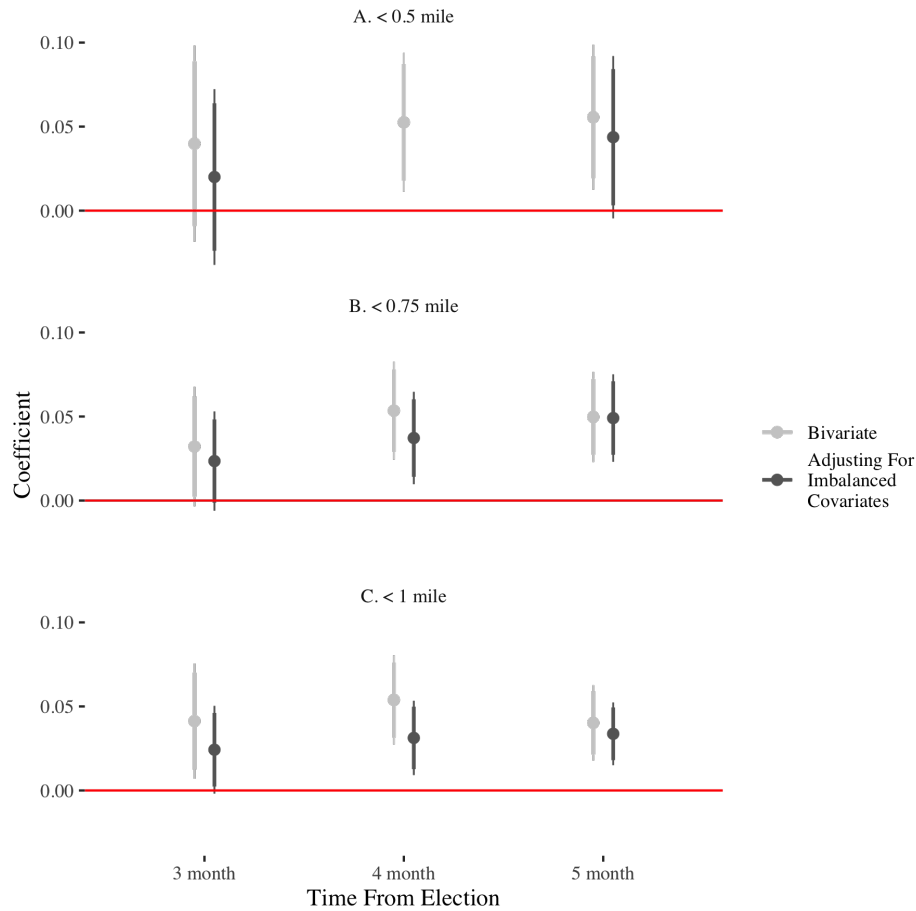 A. < 0.5 mile
0.10
0.05
0.00
B. < 0.75 mile
0.10
0.05
0.00
C. < 1 mile
0.10
0.05
0.00
3 month
4 month
5 month
Time From Election
Coefficient
Bivariate
Adjusting For
Imbalanced
Covariates